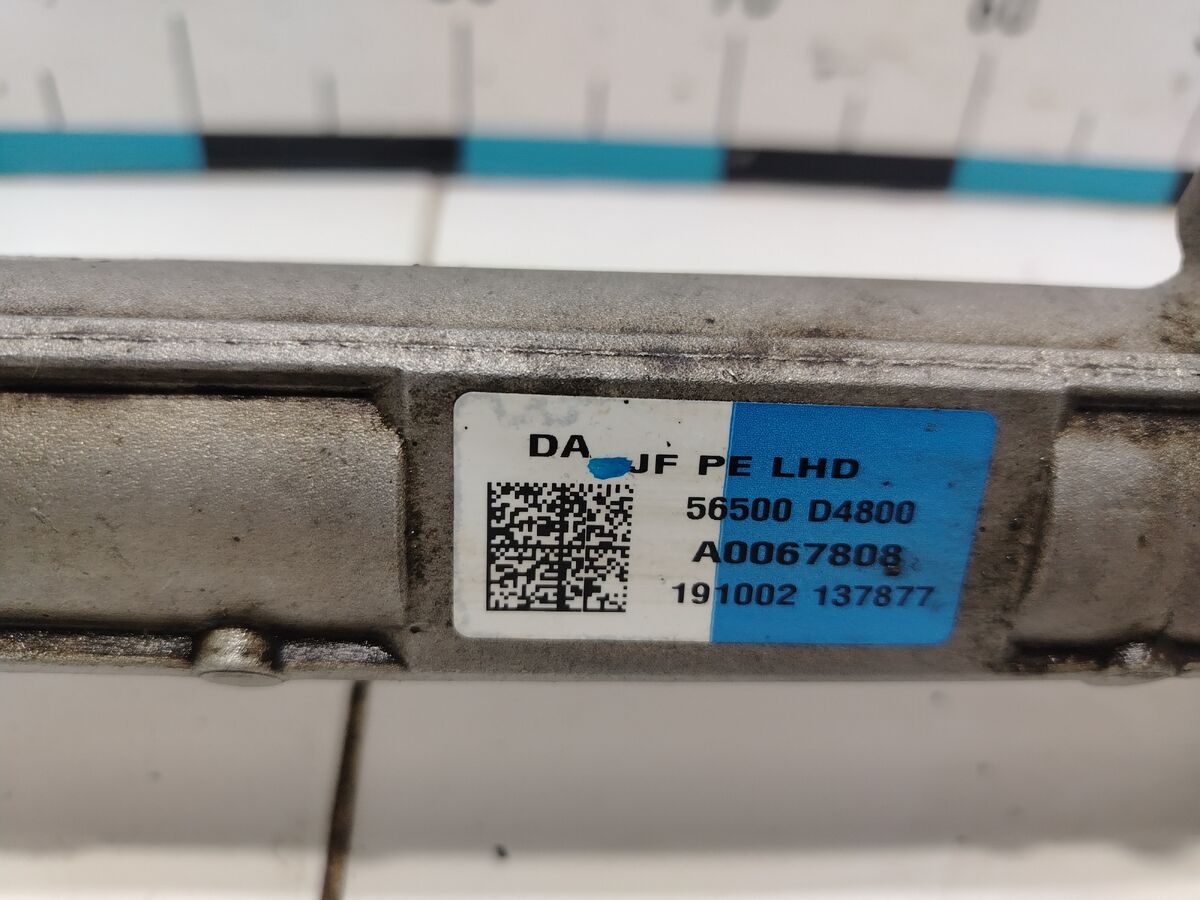 DA
JF PE LHD
56500 D4800
A0067808
191002 137877